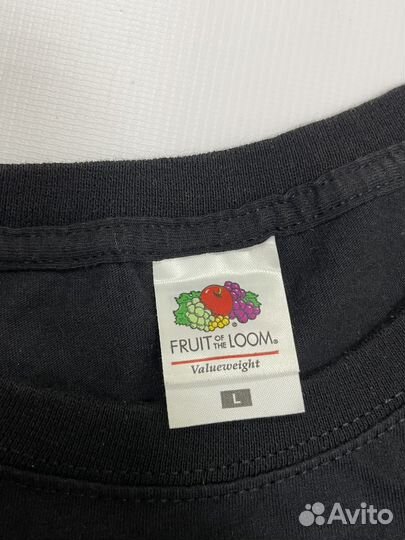 FRUIT OF THE LOOM®
Valueweight
L
Avito